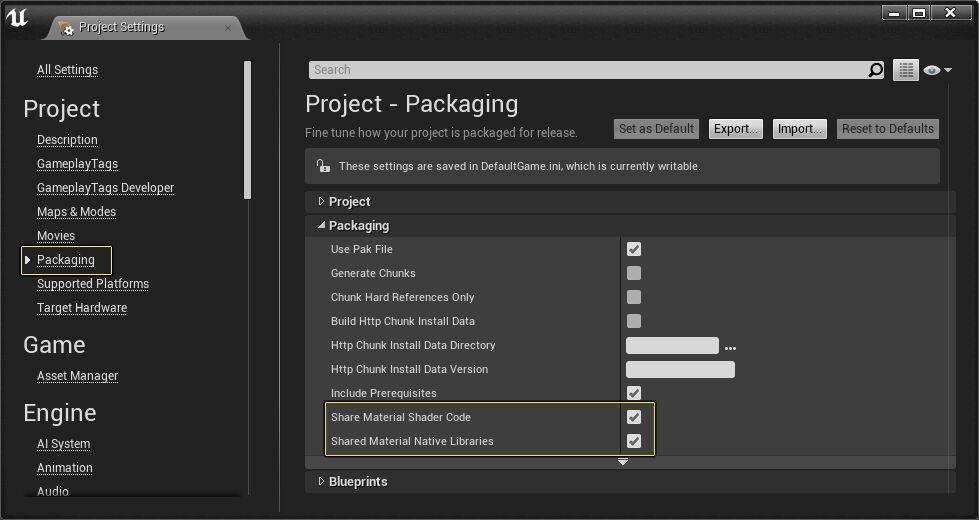 Project Settings
All Settings
Project
Description
GameplayTags
GameplayTags Developer
Maps & Modes
Movies
Packaging
Supported Platforms
Target Hardware
Game
Asset Manager
Engine
AI System
Animation
Audio
Search
Project - Packaging
Fine tune how your project is packaged for release.
Set as Default
Export...
Import...
Reset to Defaults
These settings are saved in DefaultGame.ini, which is currently writable.
Project
Packaging
Use Pak File
Generate Chunks
Chunk Hard References Only
Build Http Chunk Install Data
Http Chunk Install Data Directory
...
Http Chunk Install Data Version
Include Prerequisites
Share Material Shader Code
Shared Material Native Libraries
Blueprints